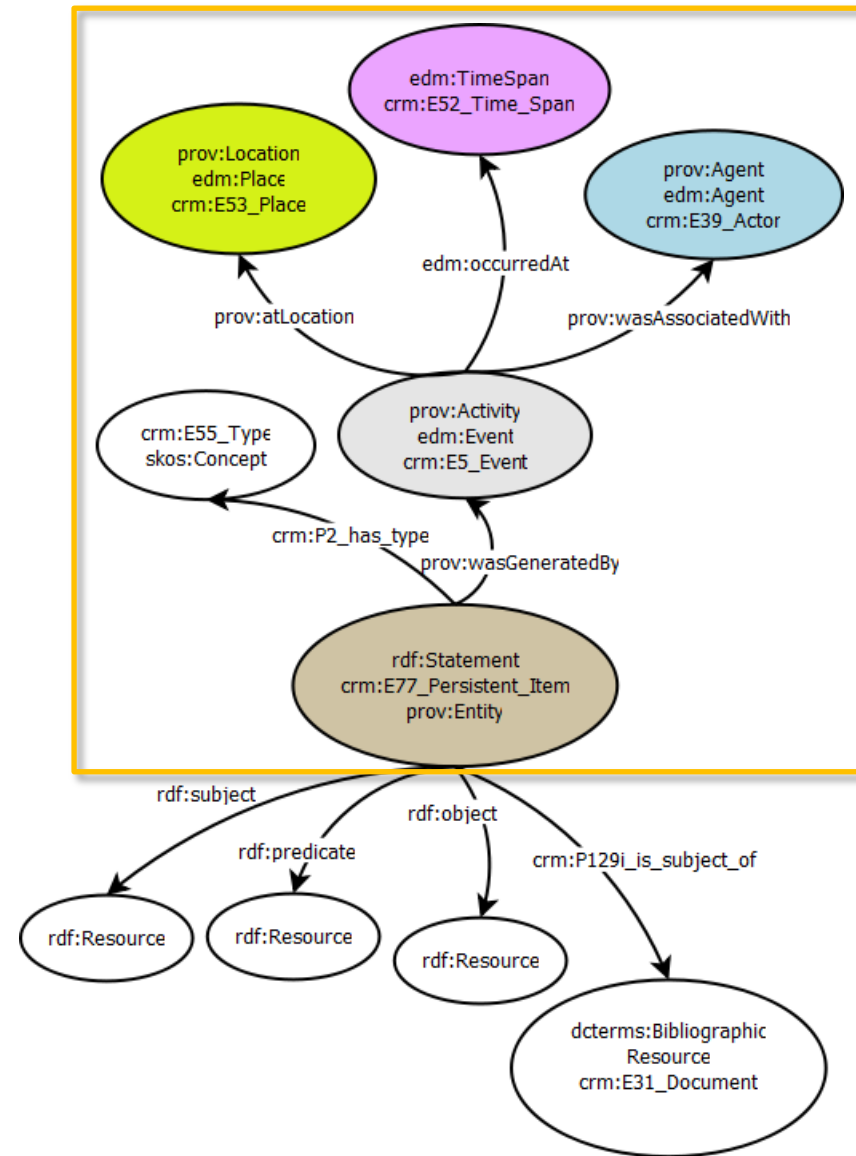 edm:TimeSpan
crm:E52_Time_Span
prov:Location
edm:Place
crm:E53_Place
prov:Agent
edm:Agent
crm:E39_Actor
edm:occurredAt
prov:atLocation
prov:wasAssociatedWith
prov:Activity
edm:Event
crm:E5_Event
crm:E55_Type
skos:Concept
crm:P2_has_type
prov:wasGeneratedBy
rdf:Statement
crm:E77_Persistent_Item
prov:Entity
rdf:subject
rdf:object
rdf:predicate
crm:P129i_is_subject_of
rdf:Resource
rdf:Resource
rdf:Resource
dcterms:Bibliographic
Resource
crm:E31_Document